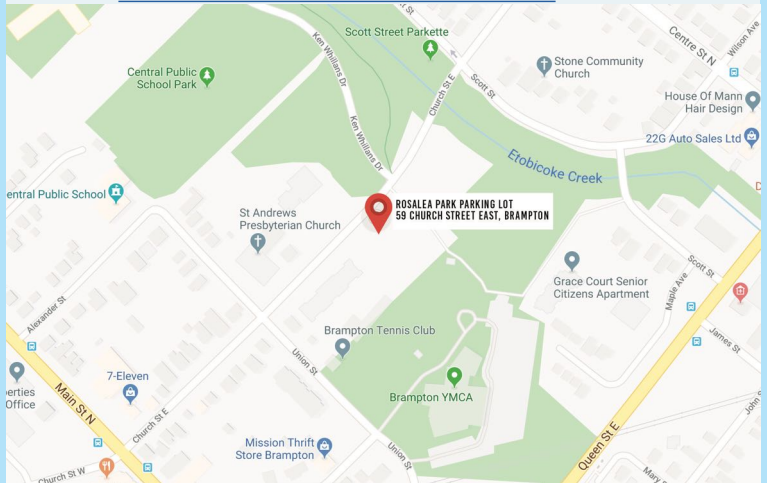 Scott Street Parkette
Ken Whillans Dr
Centre St N
Wilson Ave
Central Public
School Park
Stone Community
Church
Church St E
Scott St
House Of Mann
Hair Design
22G Auto Sales Ltd
Ken Whillans Dr
Etobicoke Creek
entral Public School
ROSALEA PARK PARKING LOT
59 CHURCH STREET EAST, BRAMPTON
St Andrews
Presbyterian Church
Scott St
Grace Court Senior
Citizens Apartment
Maple Ave
Alexander St
Brampton Tennis Club
James St
Union St
7-Eleven
erties
Office
Brampton YMCA
Main St N
John
Church St E
Queen St E
Mission Thrift
Store Brampton
Union St
Church St W
Mary